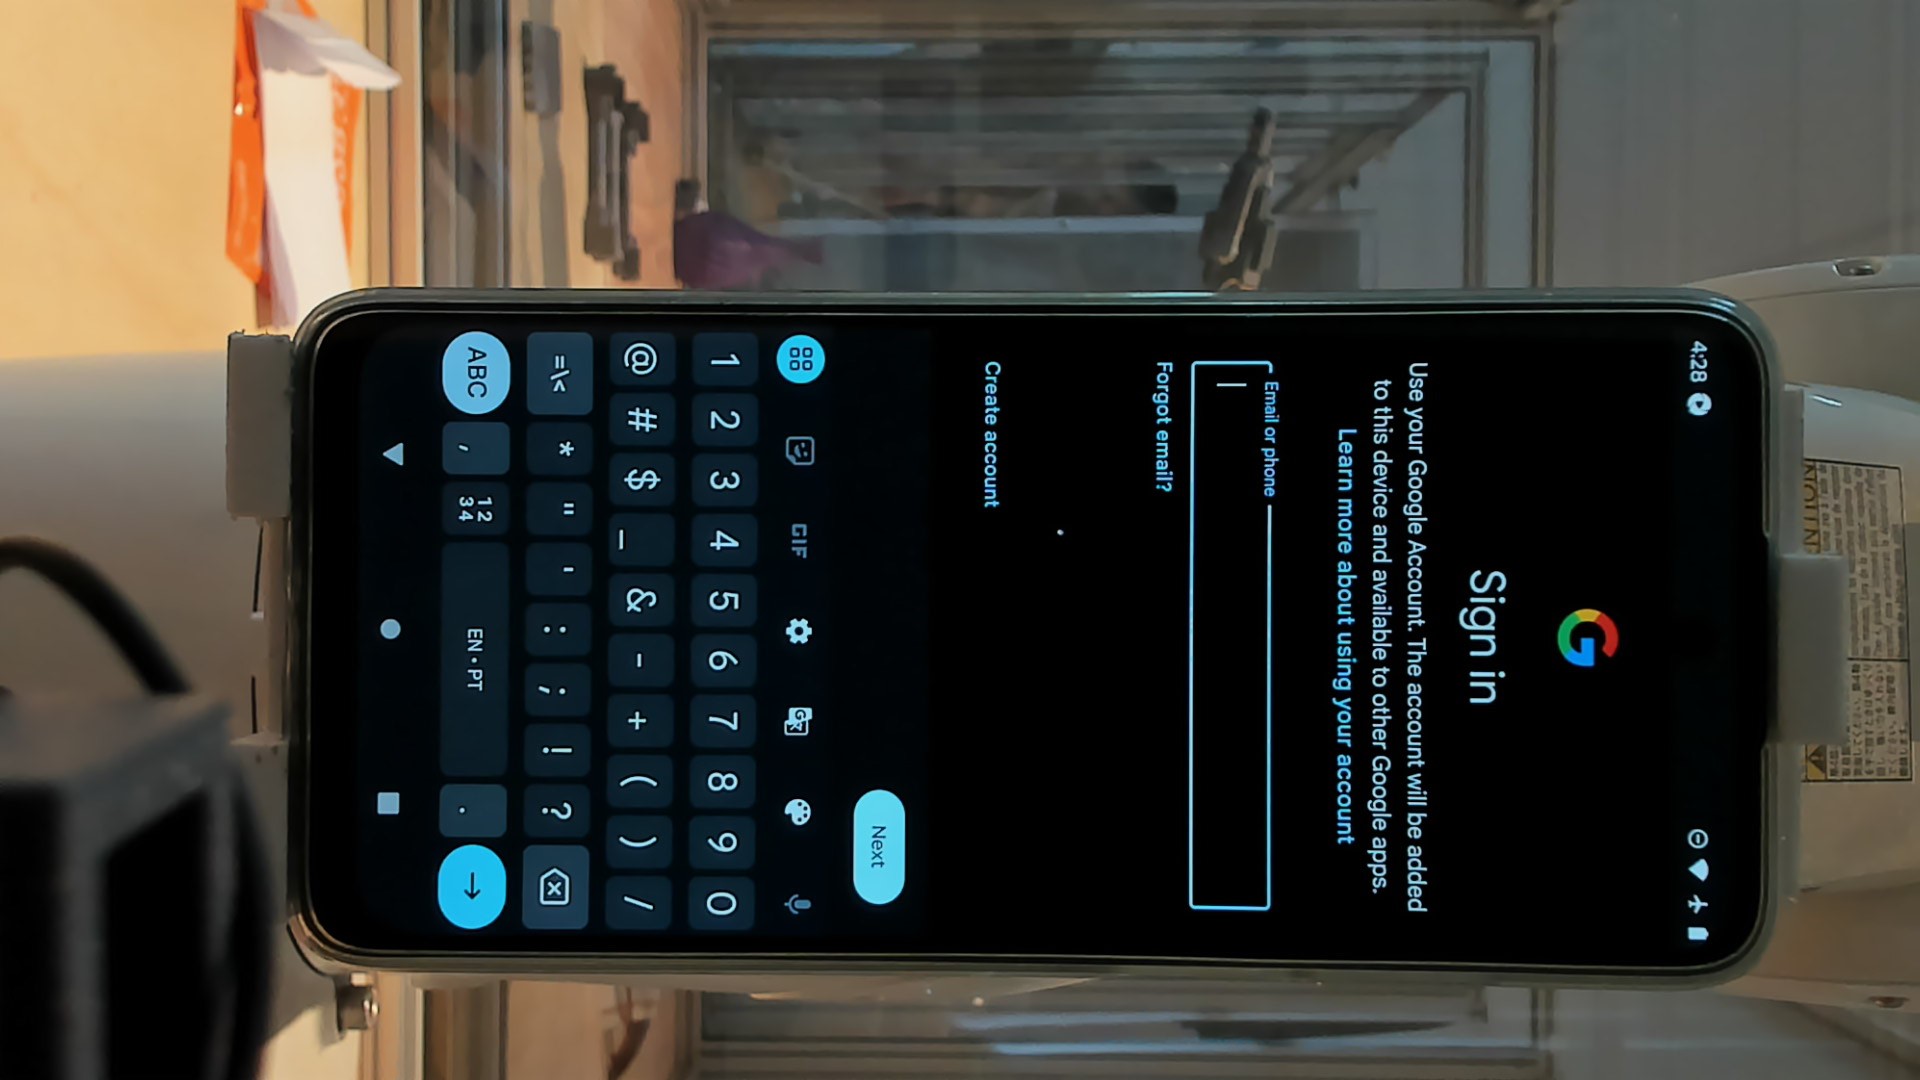 4:28
Sign in
Use your Google Account. The account will be added
to this device and available to other Google apps.
Learn more about using your account
Email or phone
Forgot email?
Create account
Next
GIF
1 2 3 4 5 6 7 8 9 0
@ # $ _ & - + ( ) /
=\< * " ' : ; ! ?
ABC , 12 34 EN • PT .